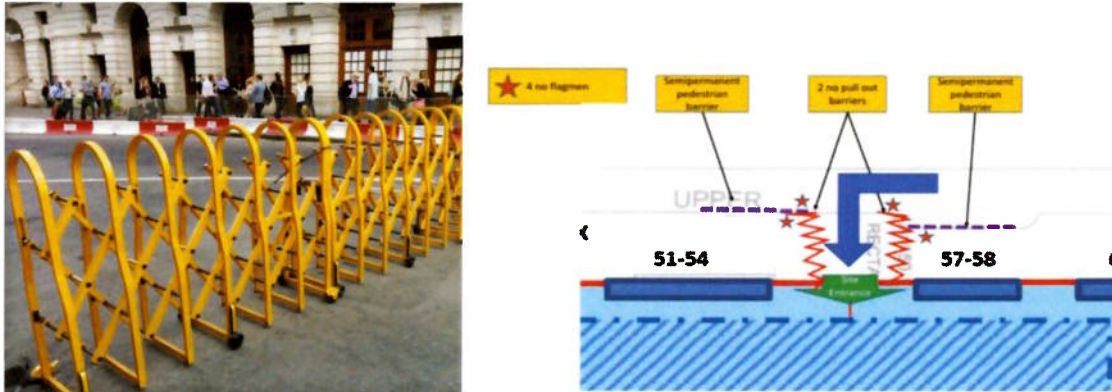 4 no flagmen
Semipermanent
pedestrian
barrier
2 no pull out
barriers
Semipermanent
pedestrian
barrier
UPPER
RECTA
51-54
57-58
Site
Entrance